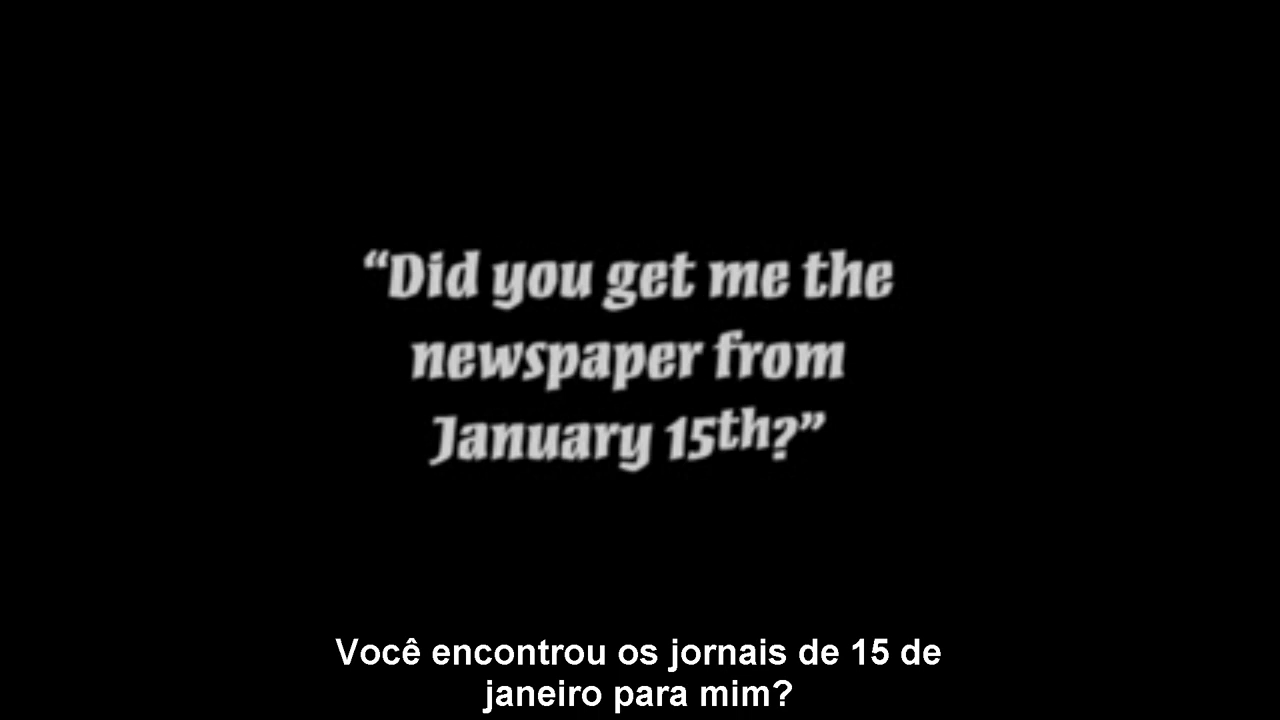 “Did you get me the
newspaper from
January 15th?”
Você encontrou os jornais de 15 de
janeiro para mim?